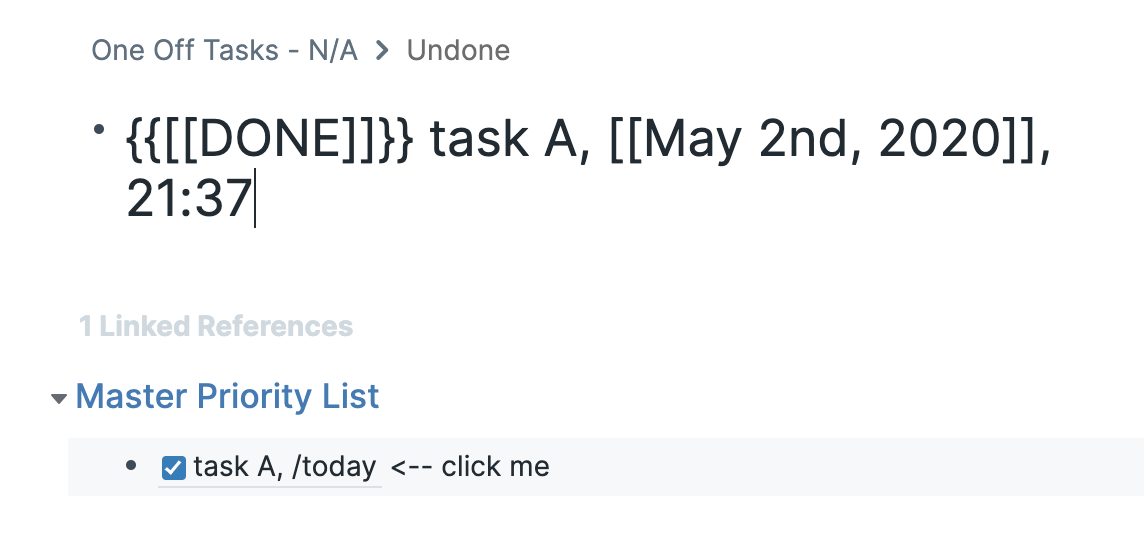 One Off Tasks - N/A > Undone
• {{[[DONE]]}} task A, [[May 2nd, 2020]],
21:37
1 Linked References
Master Priority List
• task A, /today <-- click me